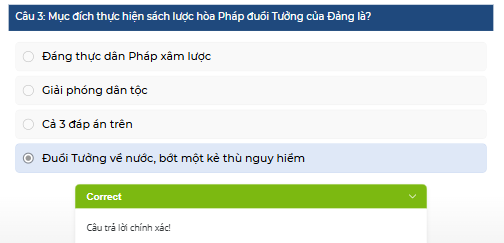 Câu 3: Mục đích thực hiện sách lược hòa Pháp đuổi Tưởng của Đảng là?
Đáng thực dân Pháp xâm lược
Giải phóng dân tộc
Cả 3 đáp án trên
Đuổi Tưởng về nước, bớt một kẻ thù nguy hiểm
Correct
Câu trả lời chính xác!